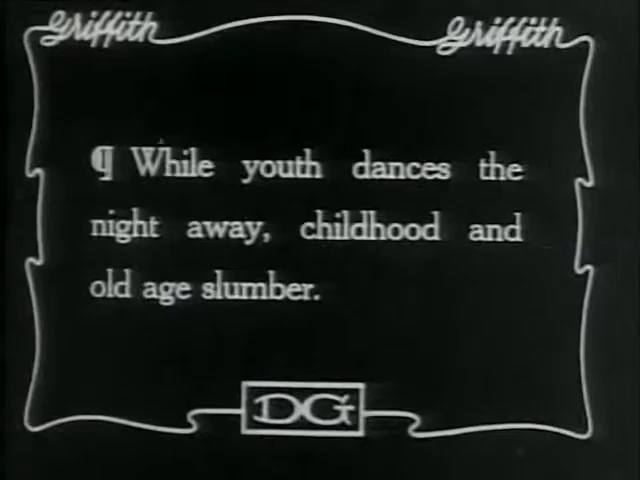 Griffith Griffith
¶ While youth dances the
night away, childhood and
old age slumber.
DG